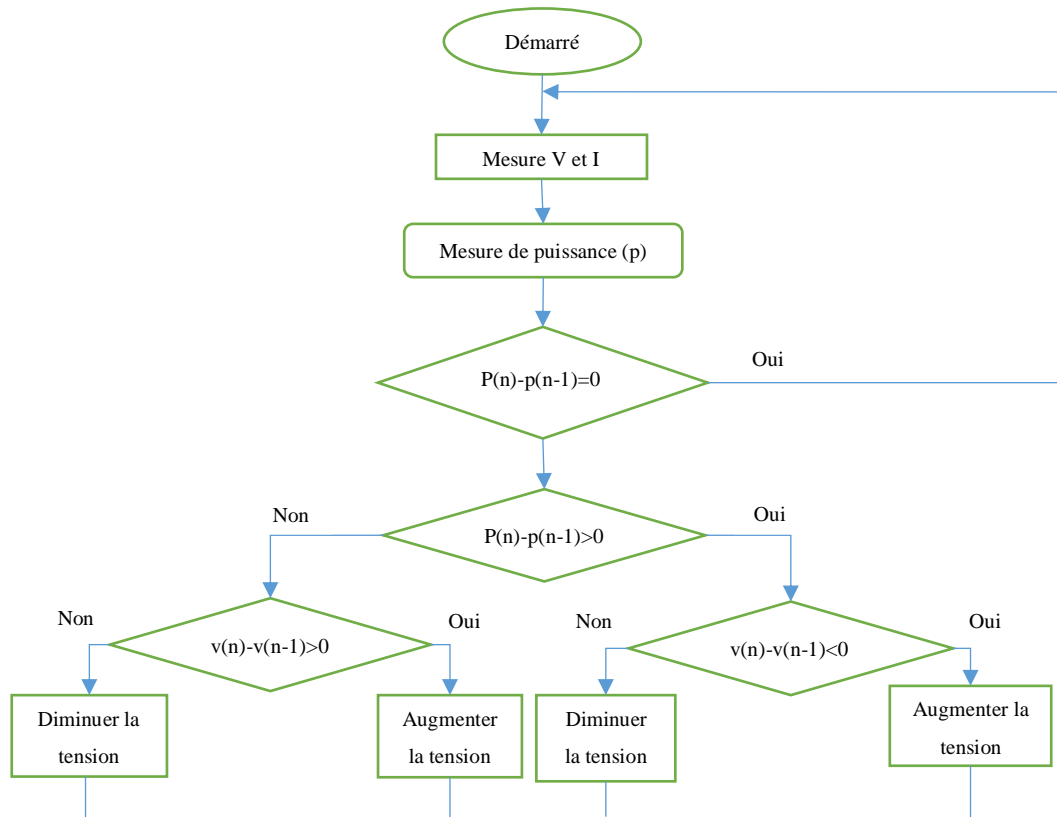 Démarré
Mesure V et I
Mesure de puissance (p)
P(n)-p(n-1)=0
Oui
P(n)-p(n-1)>0
Non
Oui
v(n)-v(n-1)>0
Non
Oui
v(n)-v(n-1)<0
Non
Oui
Diminuer la
tension
Augmenter
la tension
Diminuer
la tension
Augmenter la
tension